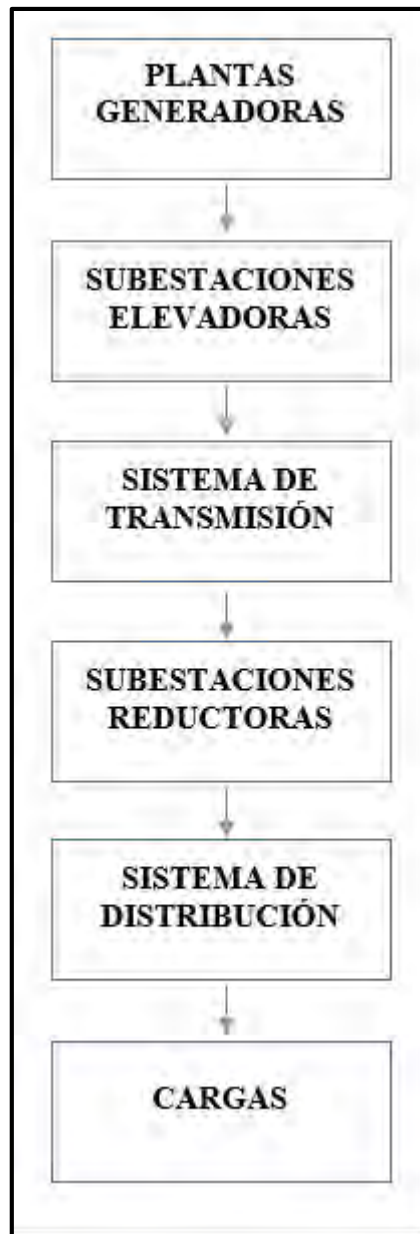 PLANTAS
GENERADORAS
SUBESTACIONES
ELEVADORAS
SISTEMA DE
TRANSMISIÓN
SUBESTACIONES
REDUCTORAS
SISTEMA DE
DISTRIBUCIÓN
CARGAS